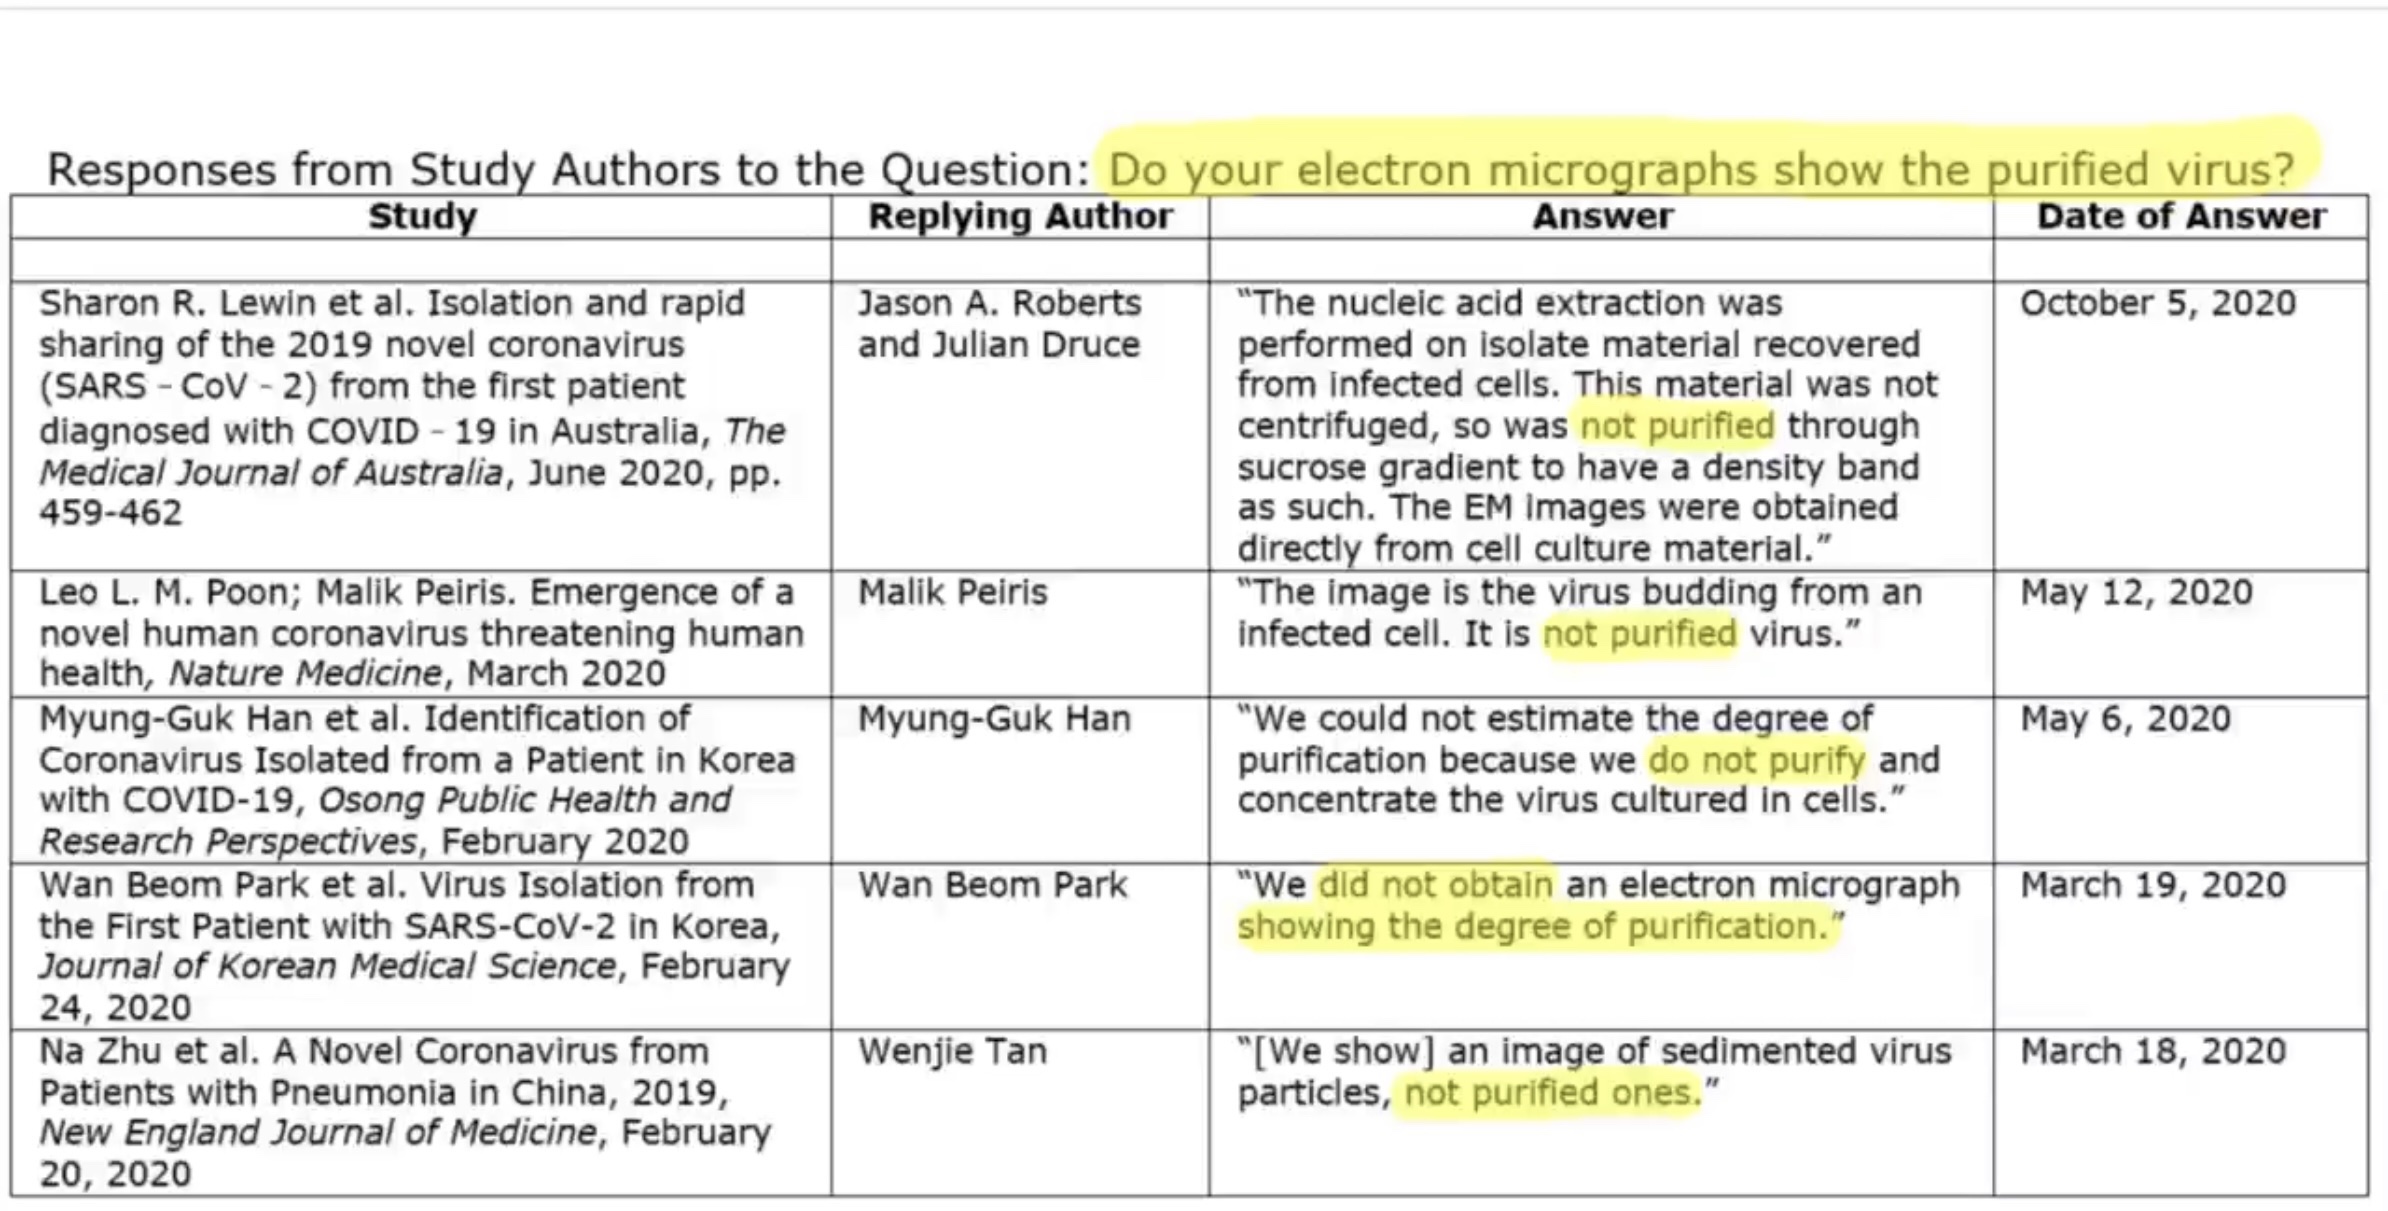 Responses from Study Authors to the Question: Do your electron micrographs show the purified virus?
Study
Replying Author
Answer
Date of Answer
Sharon R. Lewin et al. Isolation and rapid
sharing of the 2019 novel coronavirus
(SARS - CoV - 2) from the first patient
diagnosed with COVID - 19 in Australia, The
Medical Journal of Australia, June 2020, pp.
459-462
Jason A. Roberts
and Julian Druce
"The nucleic acid extraction was
performed on isolate material recovered
from infected cells. This material was not
centrifuged, so was not purified through
sucrose gradient to have a density band
as such. The EM images were obtained
directly from cell culture material."
October 5, 2020
Leo L. M. Poon; Malik Peiris. Emergence of a
novel human coronavirus threatening human
health, Nature Medicine, March 2020
Malik Peiris
"The image is the virus budding from an
infected cell. It is not purified virus."
May 12, 2020
Myung-Guk Han et al. Identification of
Coronavirus Isolated from a Patient in Korea
with COVID-19, Osong Public Health and
Research Perspectives, February 2020
Myung-Guk Han
"We could not estimate the degree of
purification because we do not purify and
concentrate the virus cultured in cells."
May 6, 2020
Wan Beom Park et al. Virus Isolation from
the First Patient with SARS-CoV-2 in Korea,
Journal of Korean Medical Science, February
24, 2020
Wan Beom Park
"We did not obtain an electron micrograph
showing the degree of purification."
March 19, 2020
Na Zhu et al. A Novel Coronavirus from
Patients with Pneumonia in China, 2019,
New England Journal of Medicine, February
20, 2020
Wenjie Tan
"[We show] an image of sedimented virus
particles, not purified ones."
March 18, 2020